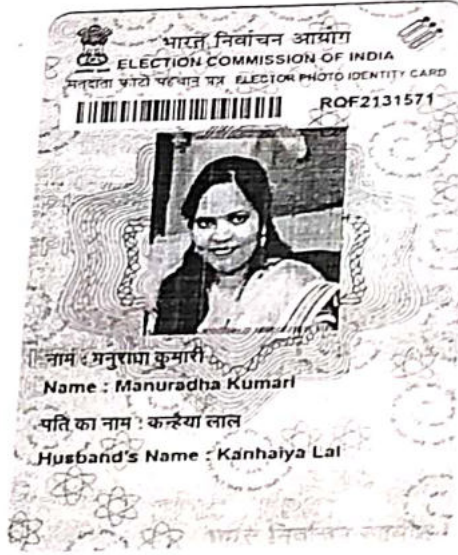 भारत निर्वाचन आयोग
ELECTION COMMISSION OF INDIA
मतदाता फोटो पहचान पत्र ELECTOR PHOTO IDENTITY CARD
RQF2131571
नाम : मनुराधा कुमारी
Name : Manuradha Kumari
पति का नाम : कन्हैया लाल
Husband's Name : Kanhaiya Lal